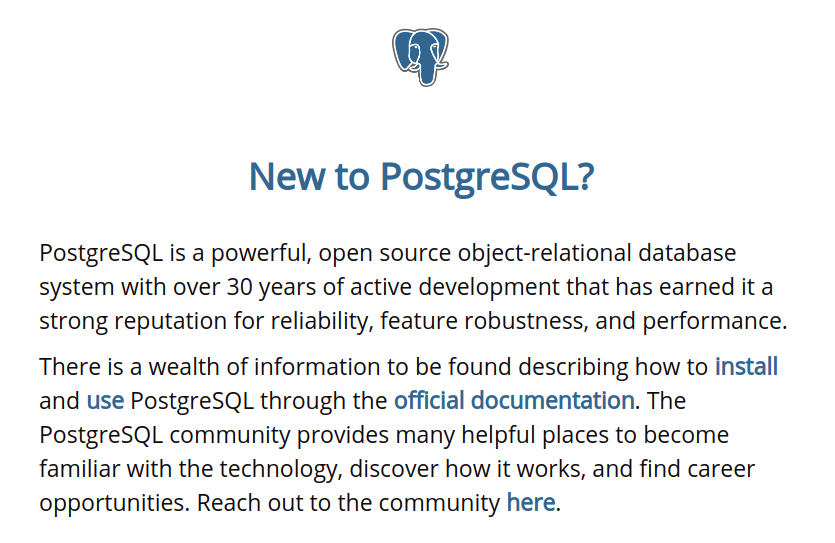 New to PostgreSQL?
PostgreSQL is a powerful, open source object-relational database
system with over 30 years of active development that has earned it a
strong reputation for reliability, feature robustness, and performance.
There is a wealth of information to be found describing how to install
and use PostgreSQL through the official documentation. The
PostgreSQL community provides many helpful places to become
familiar with the technology, discover how it works, and find career
opportunities. Reach out to the community here.